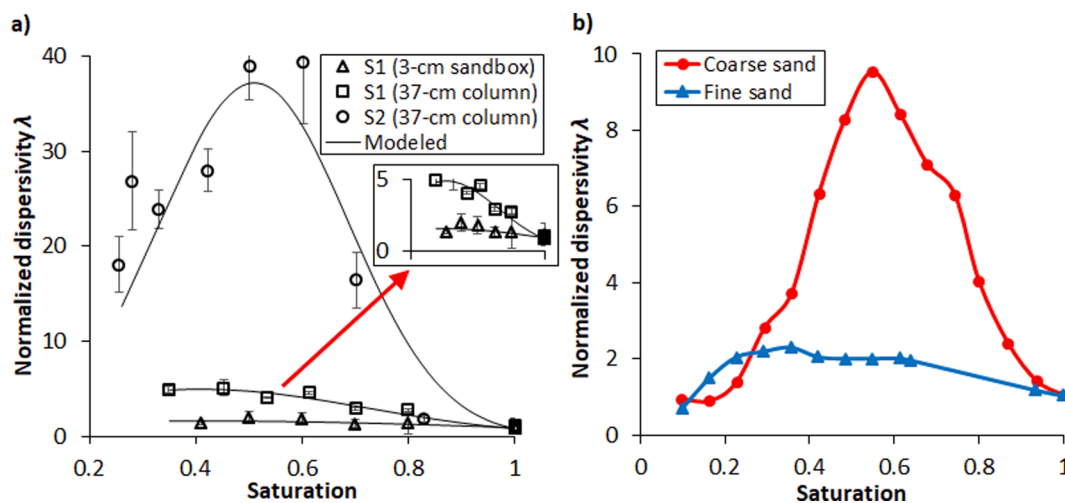 a)
Normalized dispersivity λ
40
30
20
10
0
0.2
0.4
0.6
0.8
1
Saturation
S1 (3-cm sandbox)
S1 (37-cm column)
S2 (37-cm column)
Modeled
5
0
b)
Normalized dispersivity λ
10
8
6
4
2
0
0
0.2
0.4
0.6
0.8
1
Saturation
Coarse sand
Fine sand